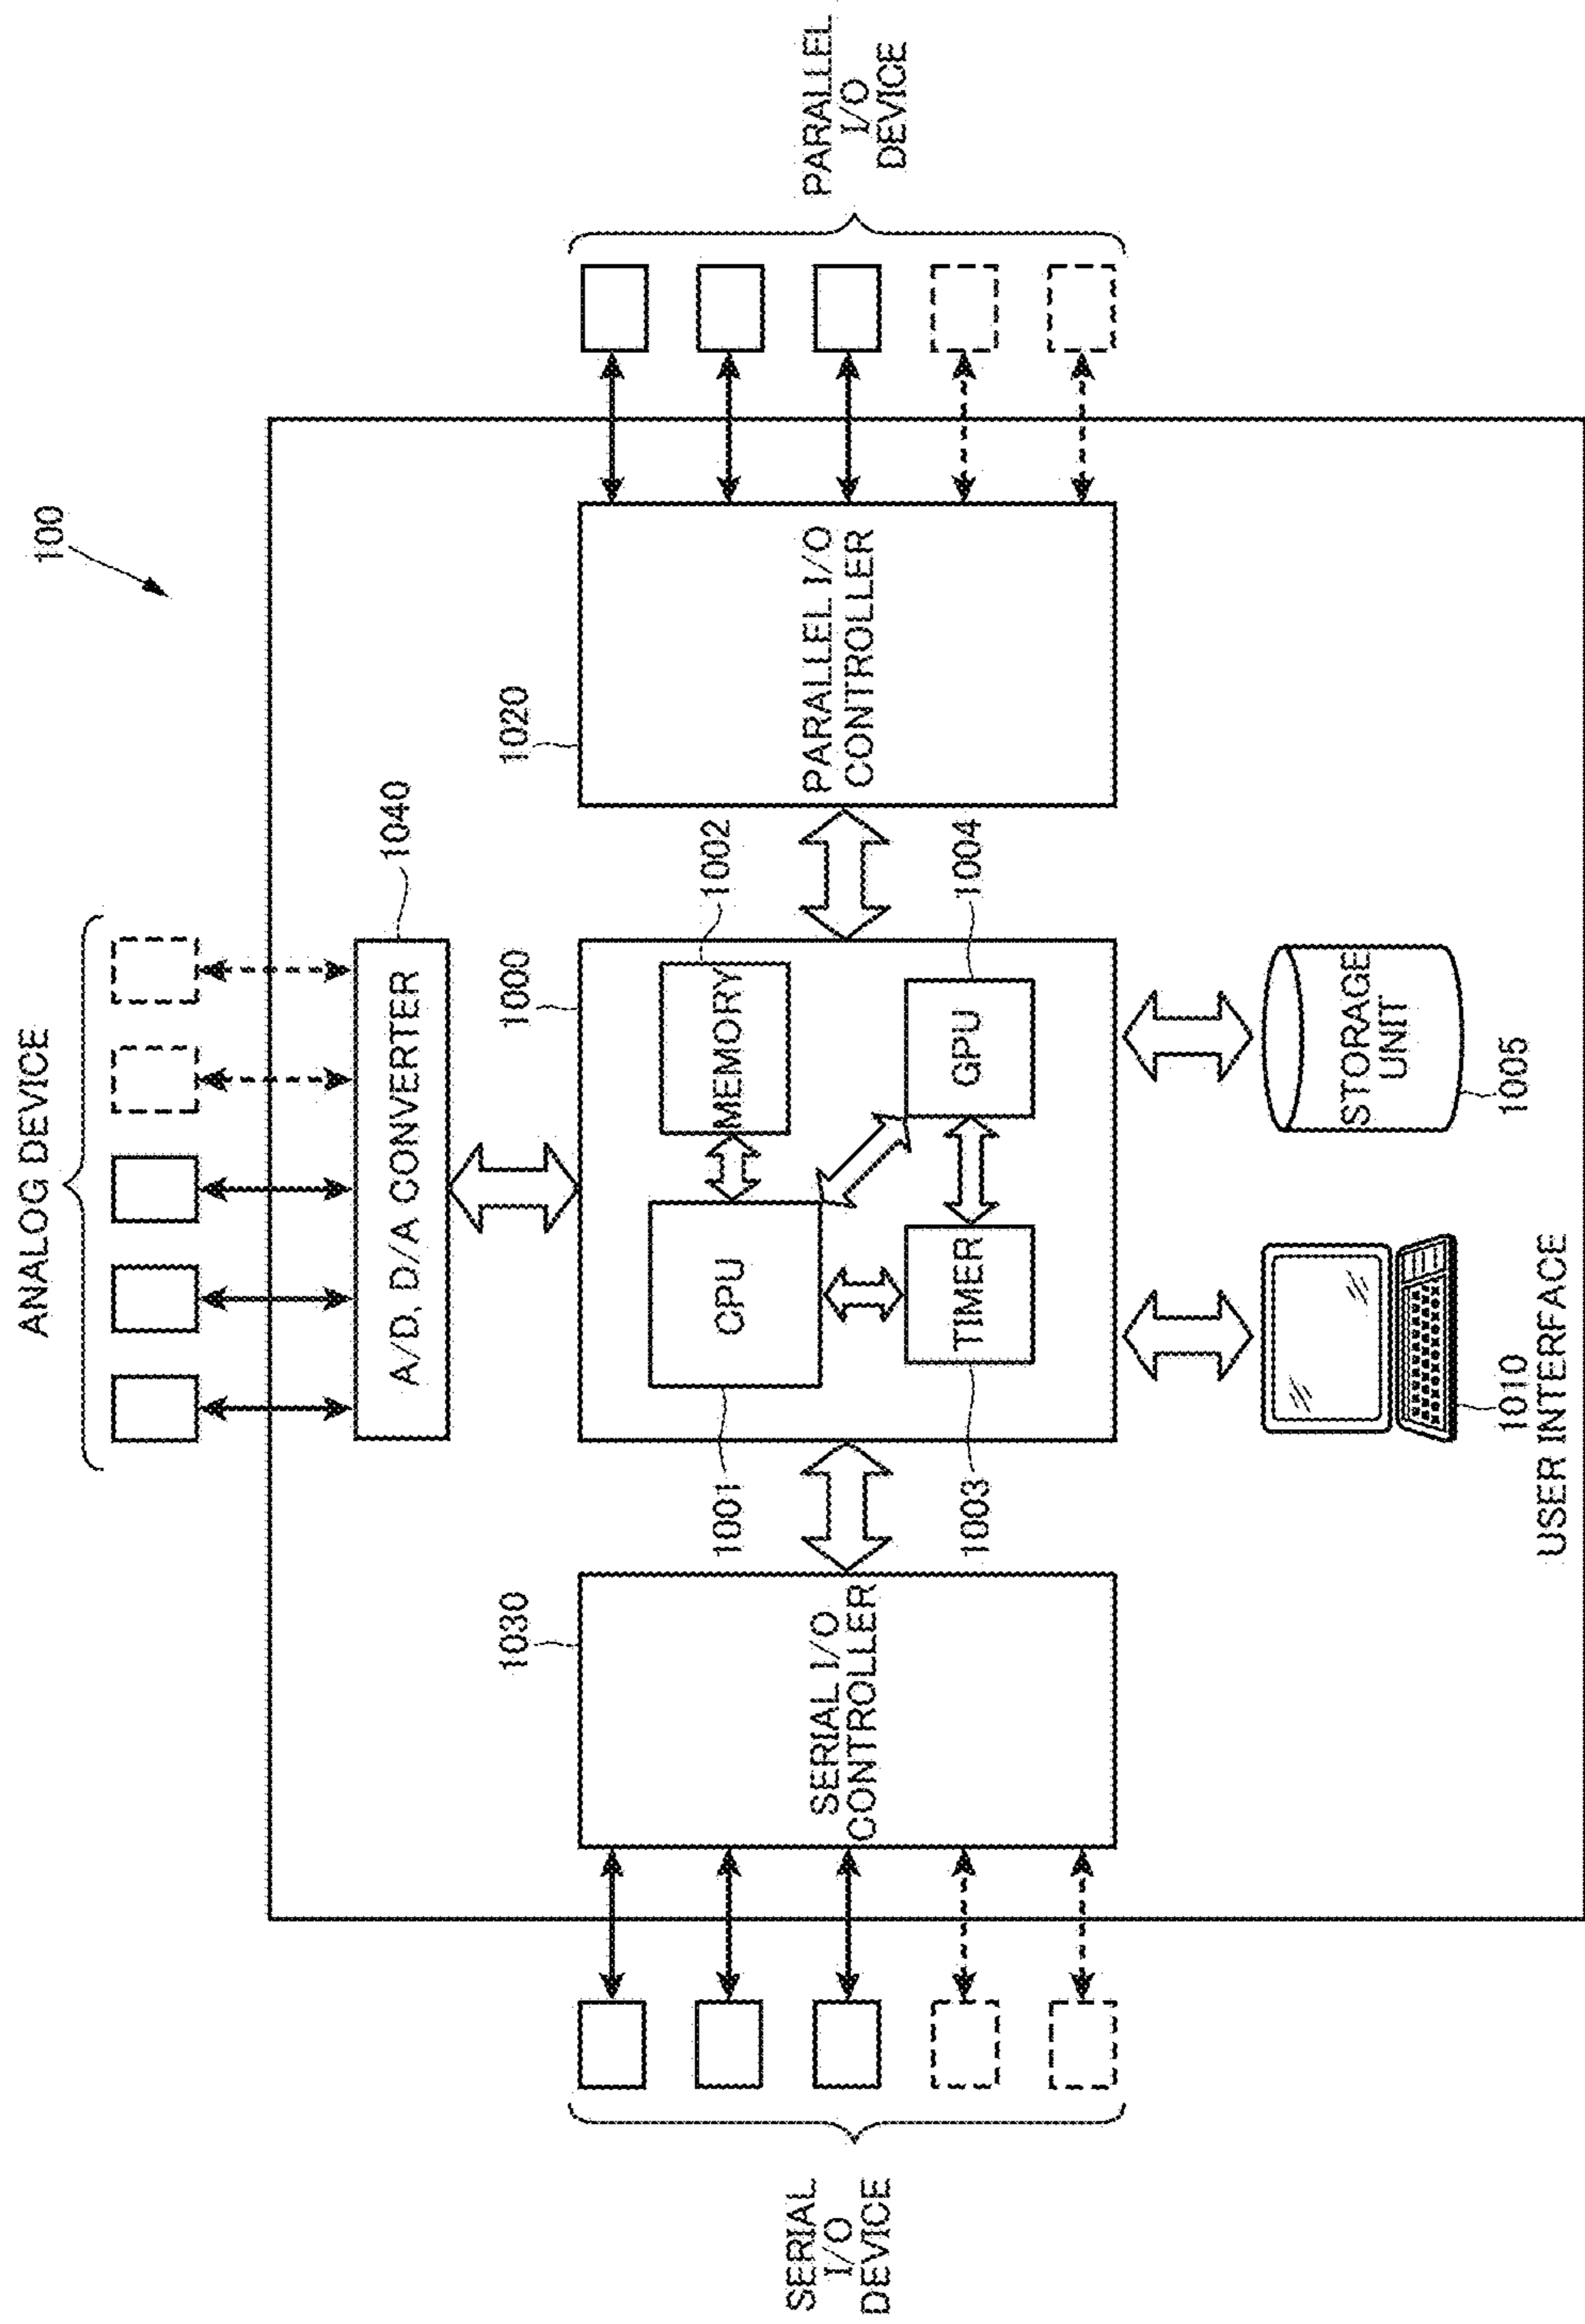 100
ANALOG DEVICE
A/D, D/A CONVERTER
1040
1030
1000
1020
SERIAL
I/O
DEVICE
SERIAL I/O
CONTROLLER
1001
CPU
MEMORY
1002
1003
TIMER
GPU
1004
PARALLEL I/O
CONTROLLER
PARALLEL
I/O
DEVICE
1010
USER INTERFACE
STORAGE
UNIT
1005